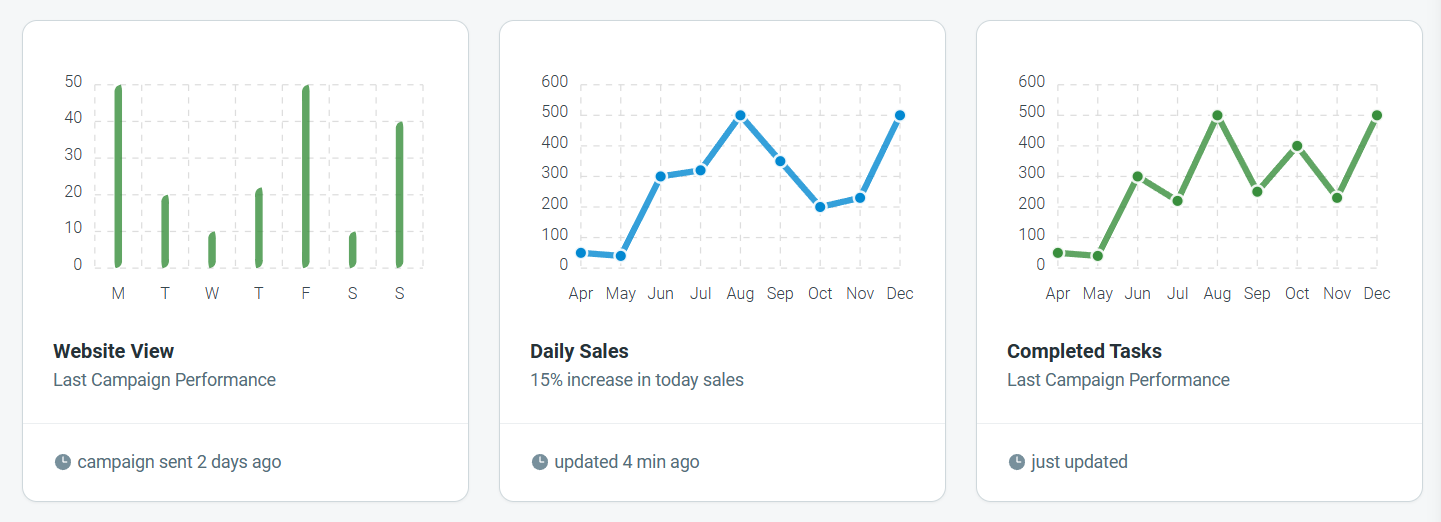 50
40
30
20
10
0
M T W T F S S
Website View
Last Campaign Performance
campaign sent 2 days ago
600
500
400
300
200
100
0
Apr May Jun Jul Aug Sep Oct Nov Dec
Daily Sales
15% increase in today sales
updated 4 min ago
600
500
400
300
200
100
0
Apr May Jun Jul Aug Sep Oct Nov Dec
Completed Tasks
Last Campaign Performance
just updated